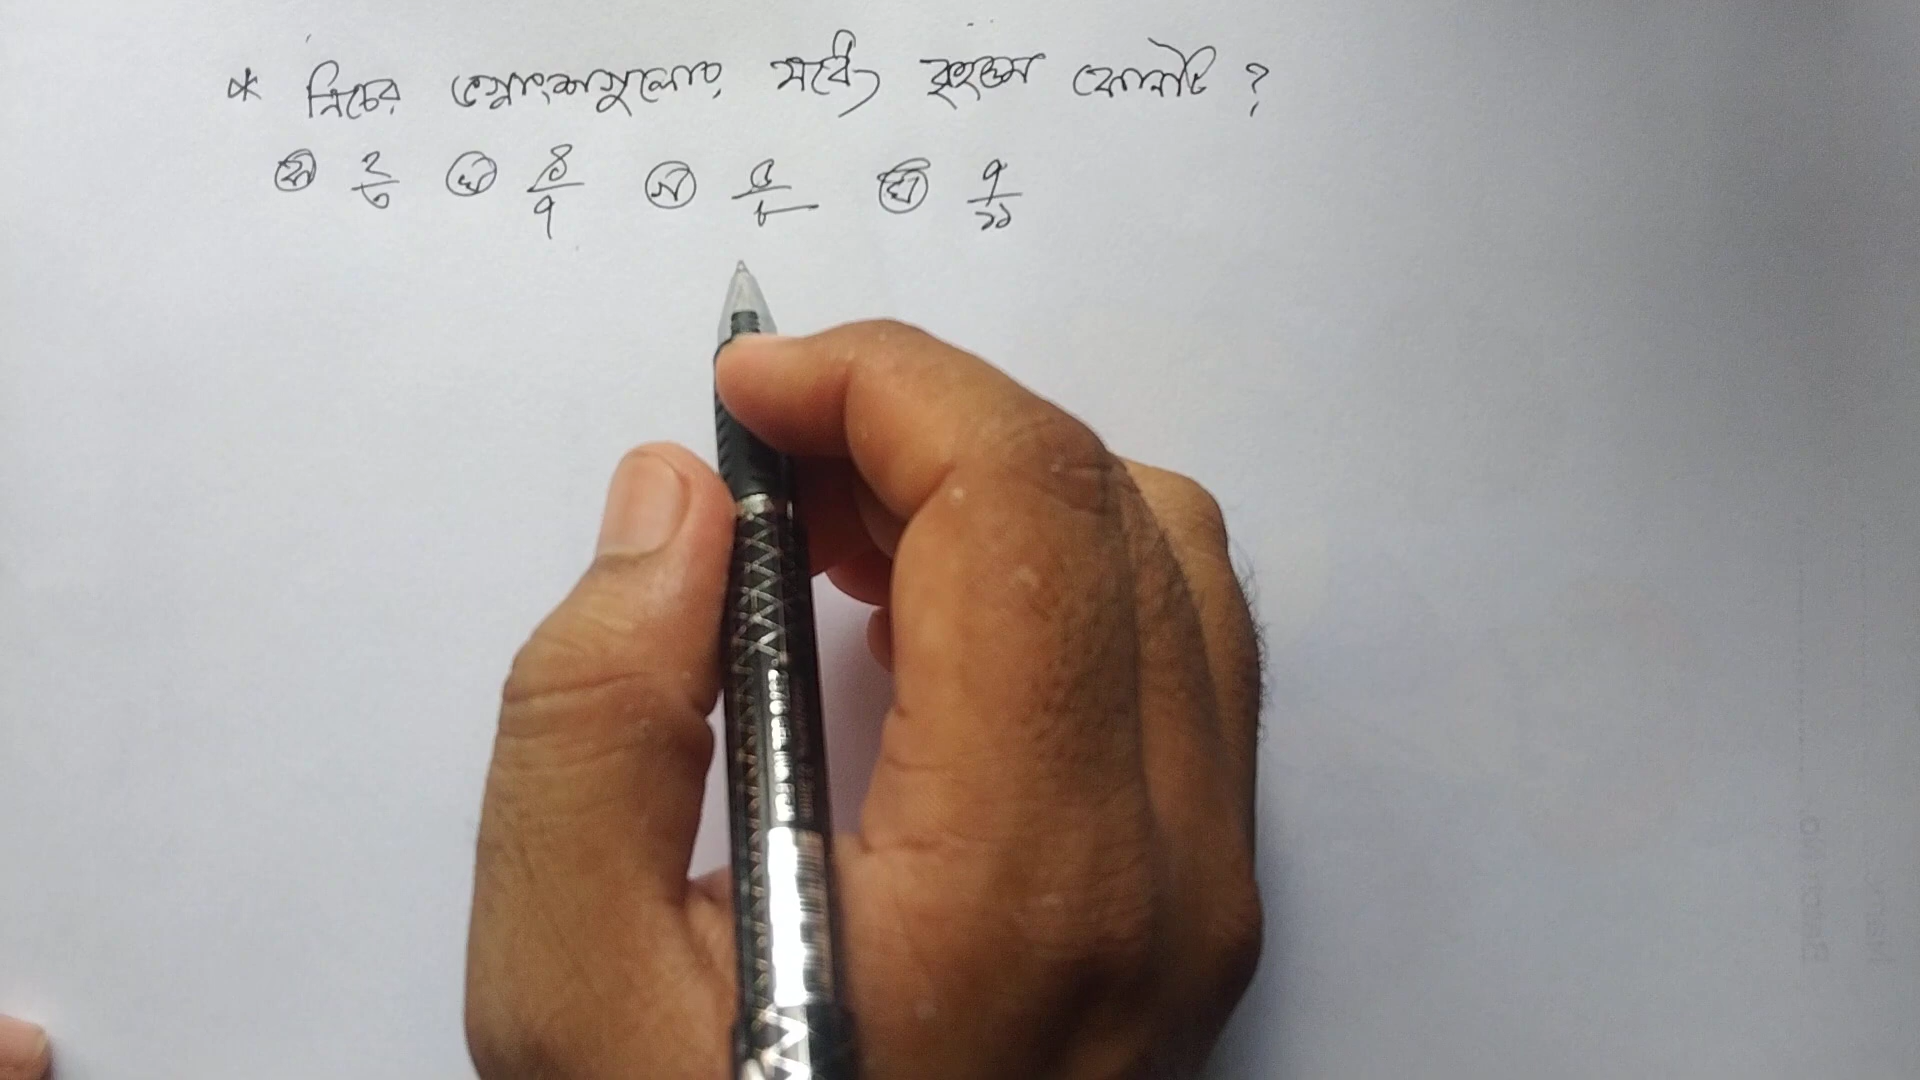 * নিচের ভগ্নাংশগুলোর মধ্যে বৃহত্তম কোনটি ?
ক ২/৩ খ ৪/৭ গ ৫/৮ ঘ ৭/১১